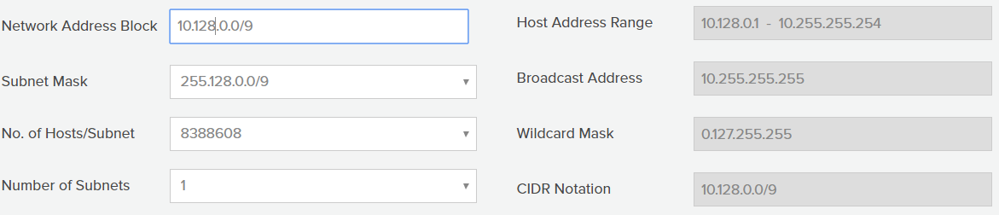 Network Address Block 10.128.0.0/9
Host Address Range 10.128.0.1 - 10.255.255.254
Subnet Mask 255.128.0.0/9
Broadcast Address 10.255.255.255
No. of Hosts/Subnet 8388608
Wildcard Mask 0.127.255.255
Number of Subnets 1
CIDR Notation 10.128.0.0/9